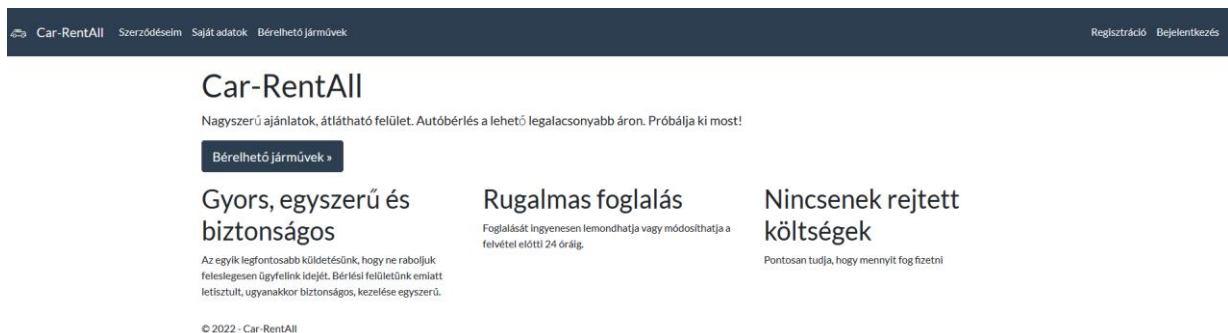 Car-RentAll Szerződéseim Saját adatok Bérelhető járművek Regisztráció Bejelentkezés
Car-RentAll
Nagyszerű ajánlatok, átlátható felület. Autóbérlés a lehető legalacsonyabb áron. Próbálja ki most!
Bérelhető járművek »
Gyors, egyszerű és
biztonságos
Az egyik legfontosabb küldetésünk, hogy ne raboljuk
feleslegesen ügyfelink idejét. Bérlési felületünk emiatt
letisztult, ugyanakkor biztonságos, kezelése egyszerű.
Rugalmas foglalás
Foglalását ingyenesen lemondhatja vagy módosíthatja a
felvétel előtti 24 óráig.
Nincsenek rejtett
költségek
Pontosan tudja, hogy mennyit fog fizetni
© 2022 - Car-RentAll